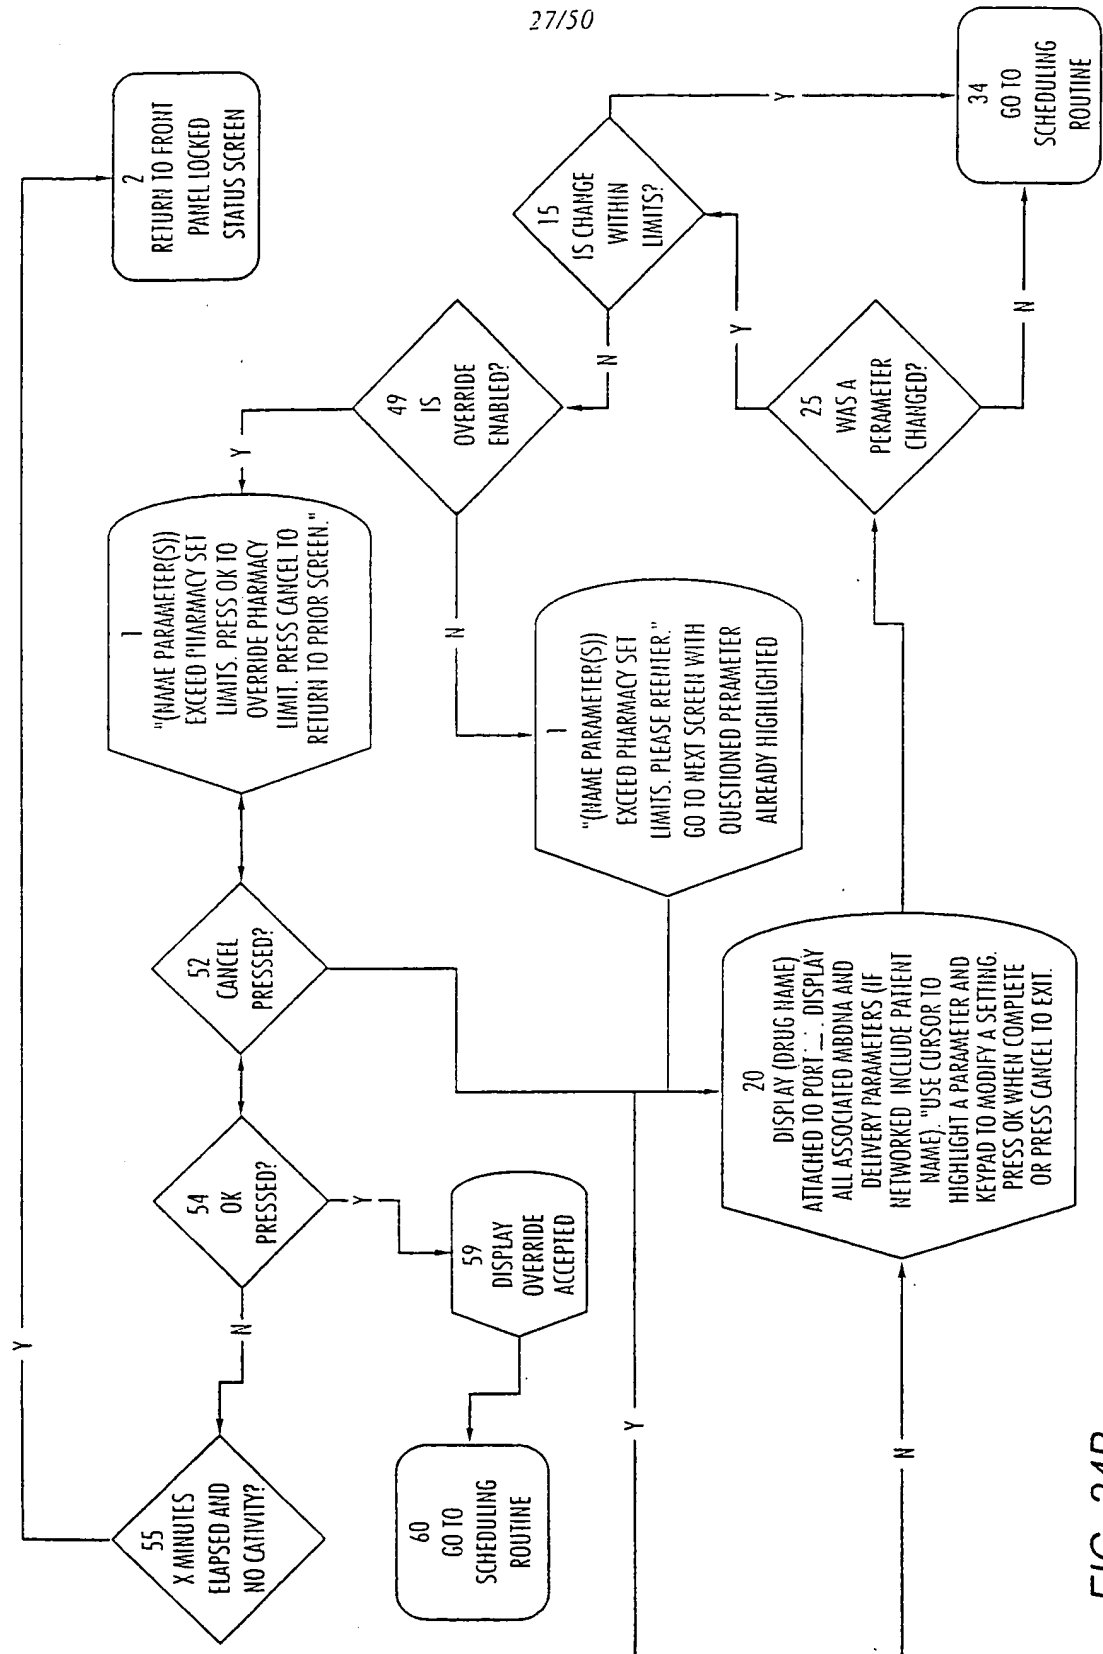 27/50
2
RETURN TO FRONT
PANEL LOCKED
STATUS SCREEN
34
GO TO
SCHEDULING
ROUTINE
15
IS CHANGE
WITHIN
LIMITS?
Y
N
Y
49
IS
OVERRIDE
ENABLED?
Y
N
25
WAS A
PERAMETER
CHANGED?
N
1
"(NAME PARAMETER(S))
EXCEED PHARMACY SET
LIMITS. PRESS OK TO
OVERRIDE PHARMACY
LIMIT. PRESS CANCEL TO
RETURN TO PRIOR SCREEN."
1
"(NAME PARAMETER(S))
EXCEED PHARMACY SET
LIMITS. PLEASE REENTER."
GO TO NEXT SCREEN WITH
QUESTIONED PERAMETER
ALREADY HIGHLIGHTED
52
CANCEL
PRESSED?
20
DISPLAY (DRUG NAME)
ATTACHED TO PORT __. DISPLAY
ALL ASSOCIATED MBDNA AND
DELIVERY PARAMETERS (IF
NETWORKED INCLUDE PATIENT
NAME). "USE CURSOR TO
HIGHLIGHT A PARAMETER AND
KEYPAD TO MODIFY A SETTING.
PRESS OK WHEN COMPLETE
OR PRESS CANCEL TO EXIT.
54
OK
PRESSED?
Y
N
59
DISPLAY
OVERRIDE
ACCEPTED
55
X MINUTES
ELAPSED AND
NO CATIVITY?
Y
60
GO TO
SCHEDULING
ROUTINE
Y
N